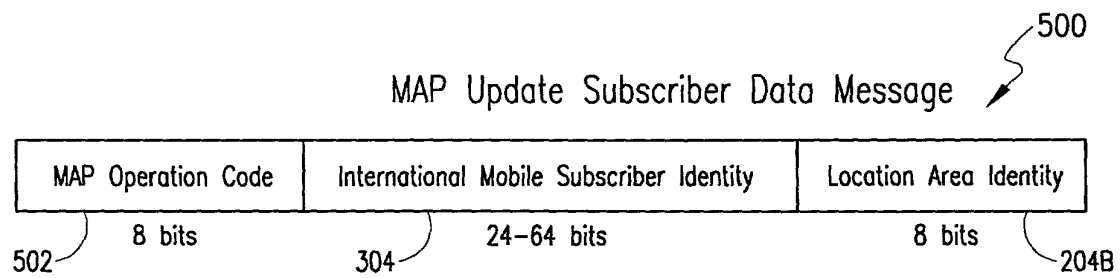 500
MAP Update Subscriber Data Message
MAP Operation Code International Mobile Subscriber Identity Location Area Identity
8 bits 24-64 bits 8 bits
502 304 204B